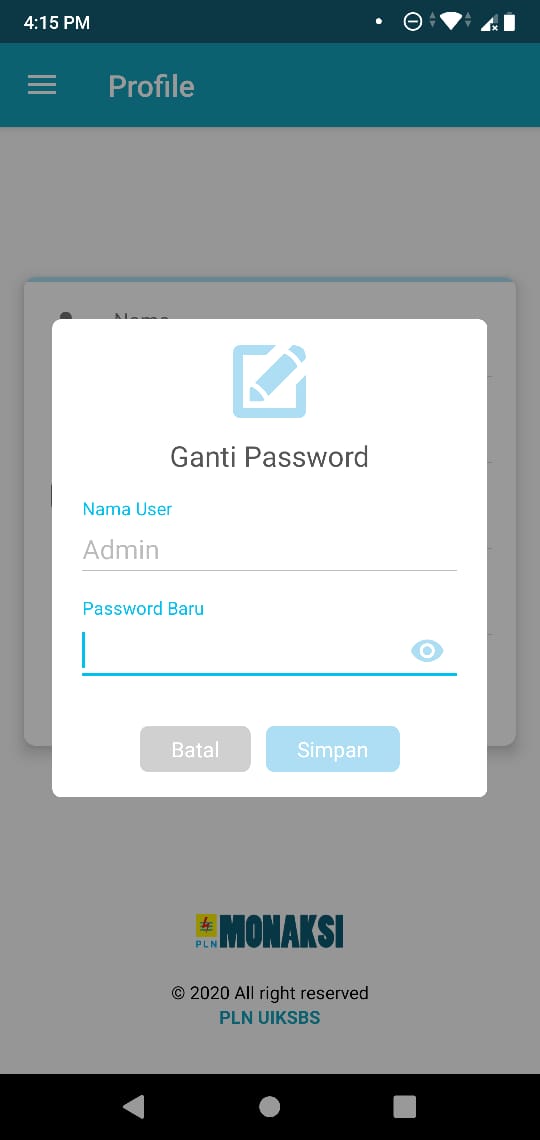 4:15 PM
Profile
Nama
Ganti Password
Nama User
Admin
Password Baru
Batal
Simpan
PLN MONAKSI
© 2020 All right reserved
PLN UIKSBS